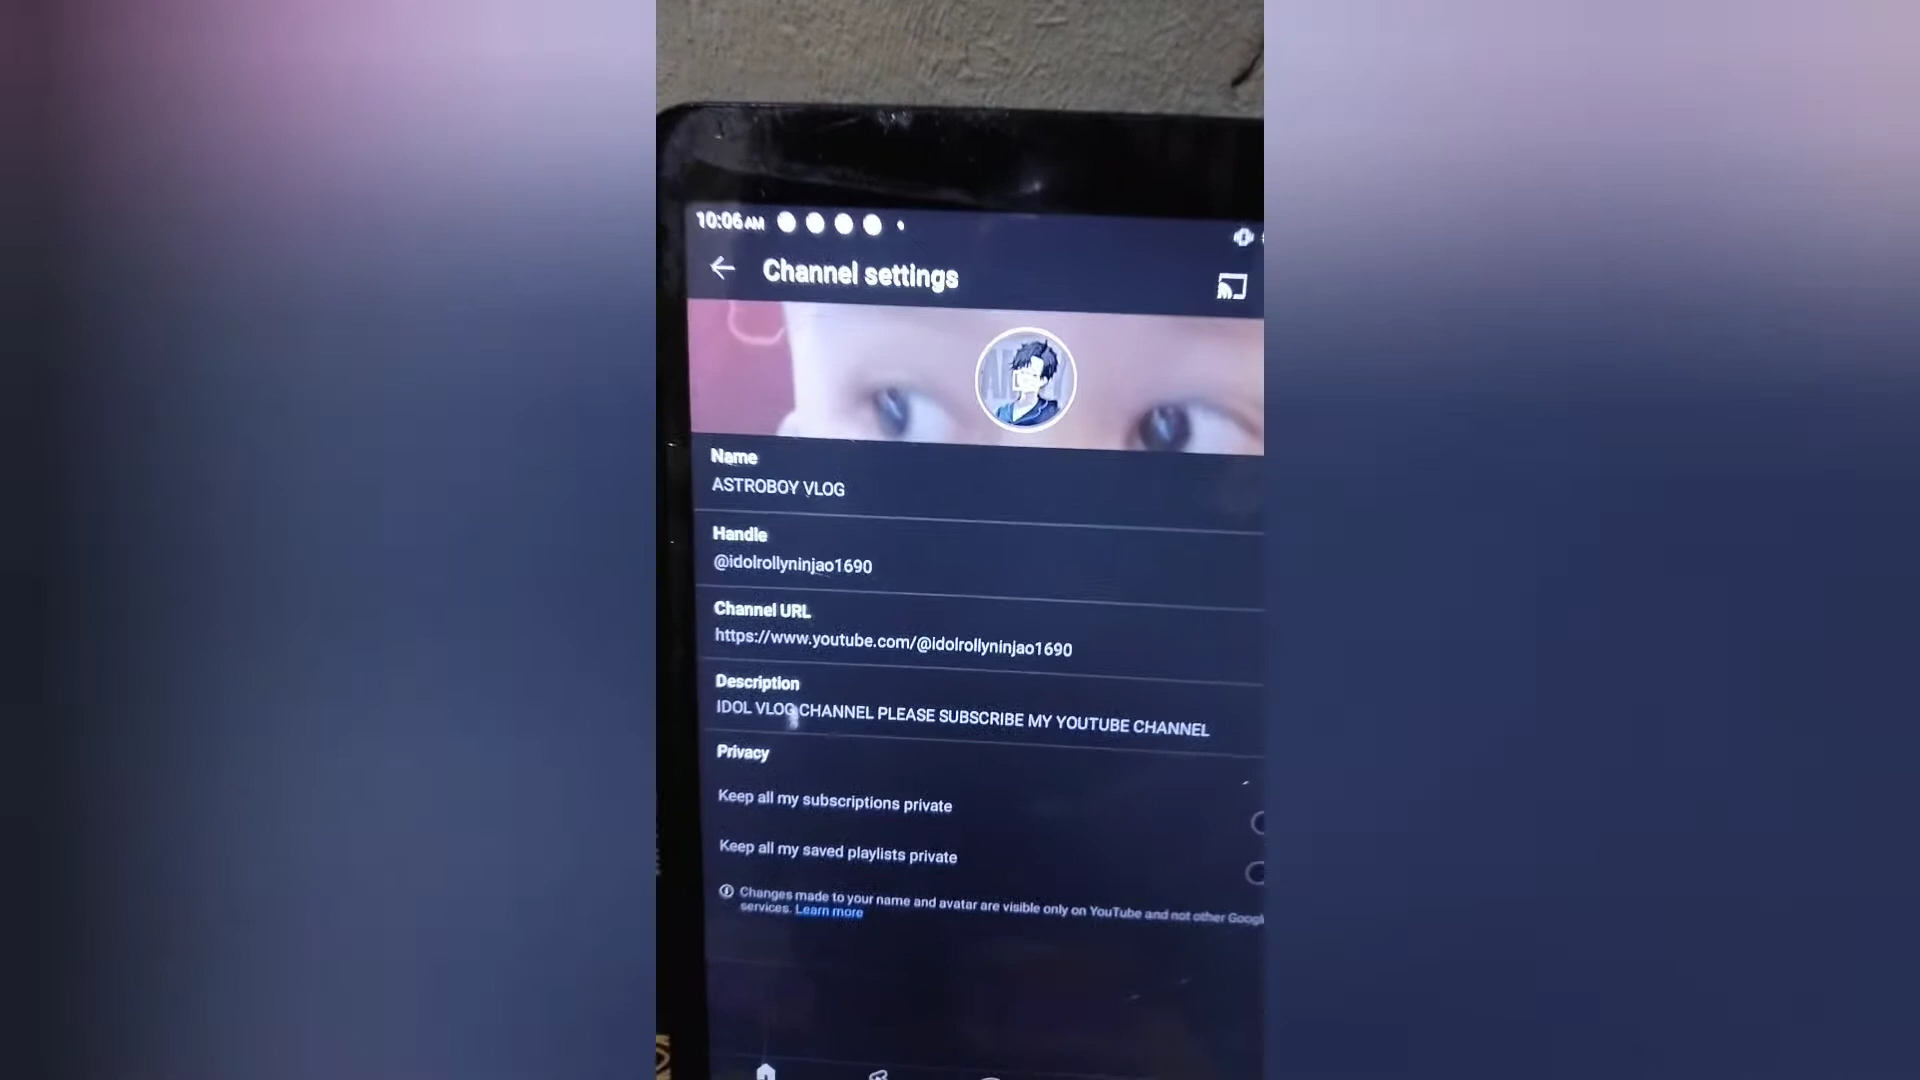 10:06 AM
Channel settings
Name
ASTROBOY VLOG
Handle
@idolrollyninjao1690
Channel URL
https://www.youtube.com/@idolrollyninjao1690
Description
IDOL VLOG CHANNEL PLEASE SUBSCRIBE MY YOUTUBE CHANNEL
Privacy
Keep all my subscriptions private
Keep all my saved playlists private
Changes made to your name and avatar are visible only on YouTube and not other Googl
services. Learn more